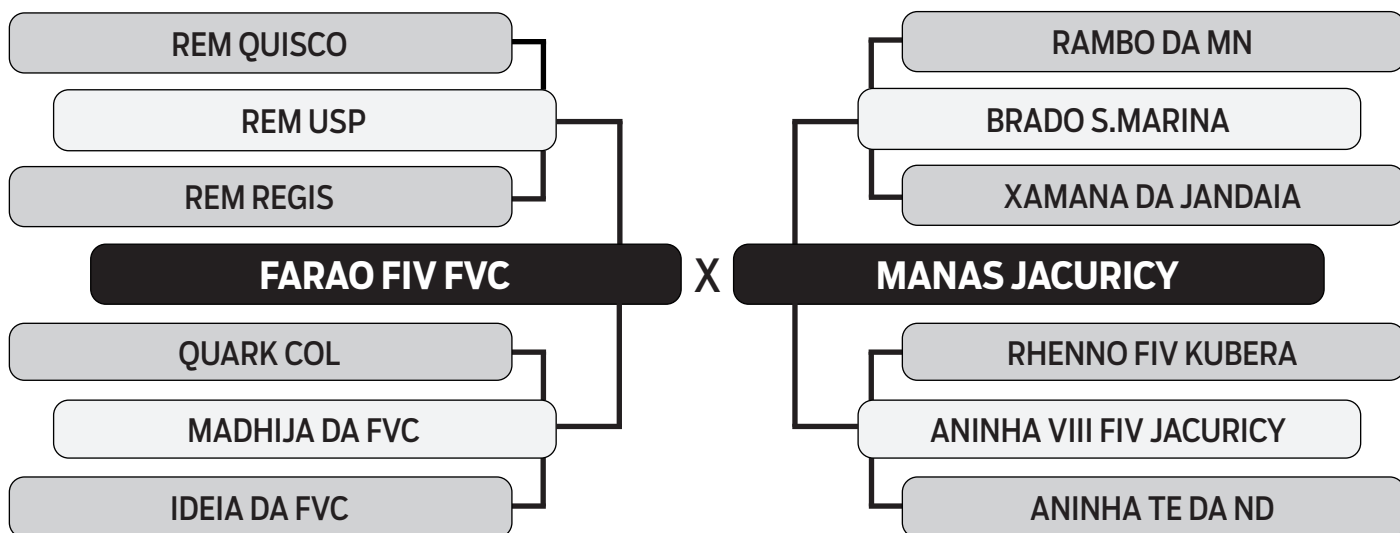 REM QUISCO
RAMBO DA MN
REM USP
BRADO S.MARINA
REM REGIS
XAMANA DA JANDAIA
FARAO FIV FVC X MANAS JACURICY
QUARK COL
RHENNO FIV KUBERA
MADHIJA DA FVC
ANINHA VIII FIV JACURICY
IDEIA DA FVC
ANINHA TE DA ND